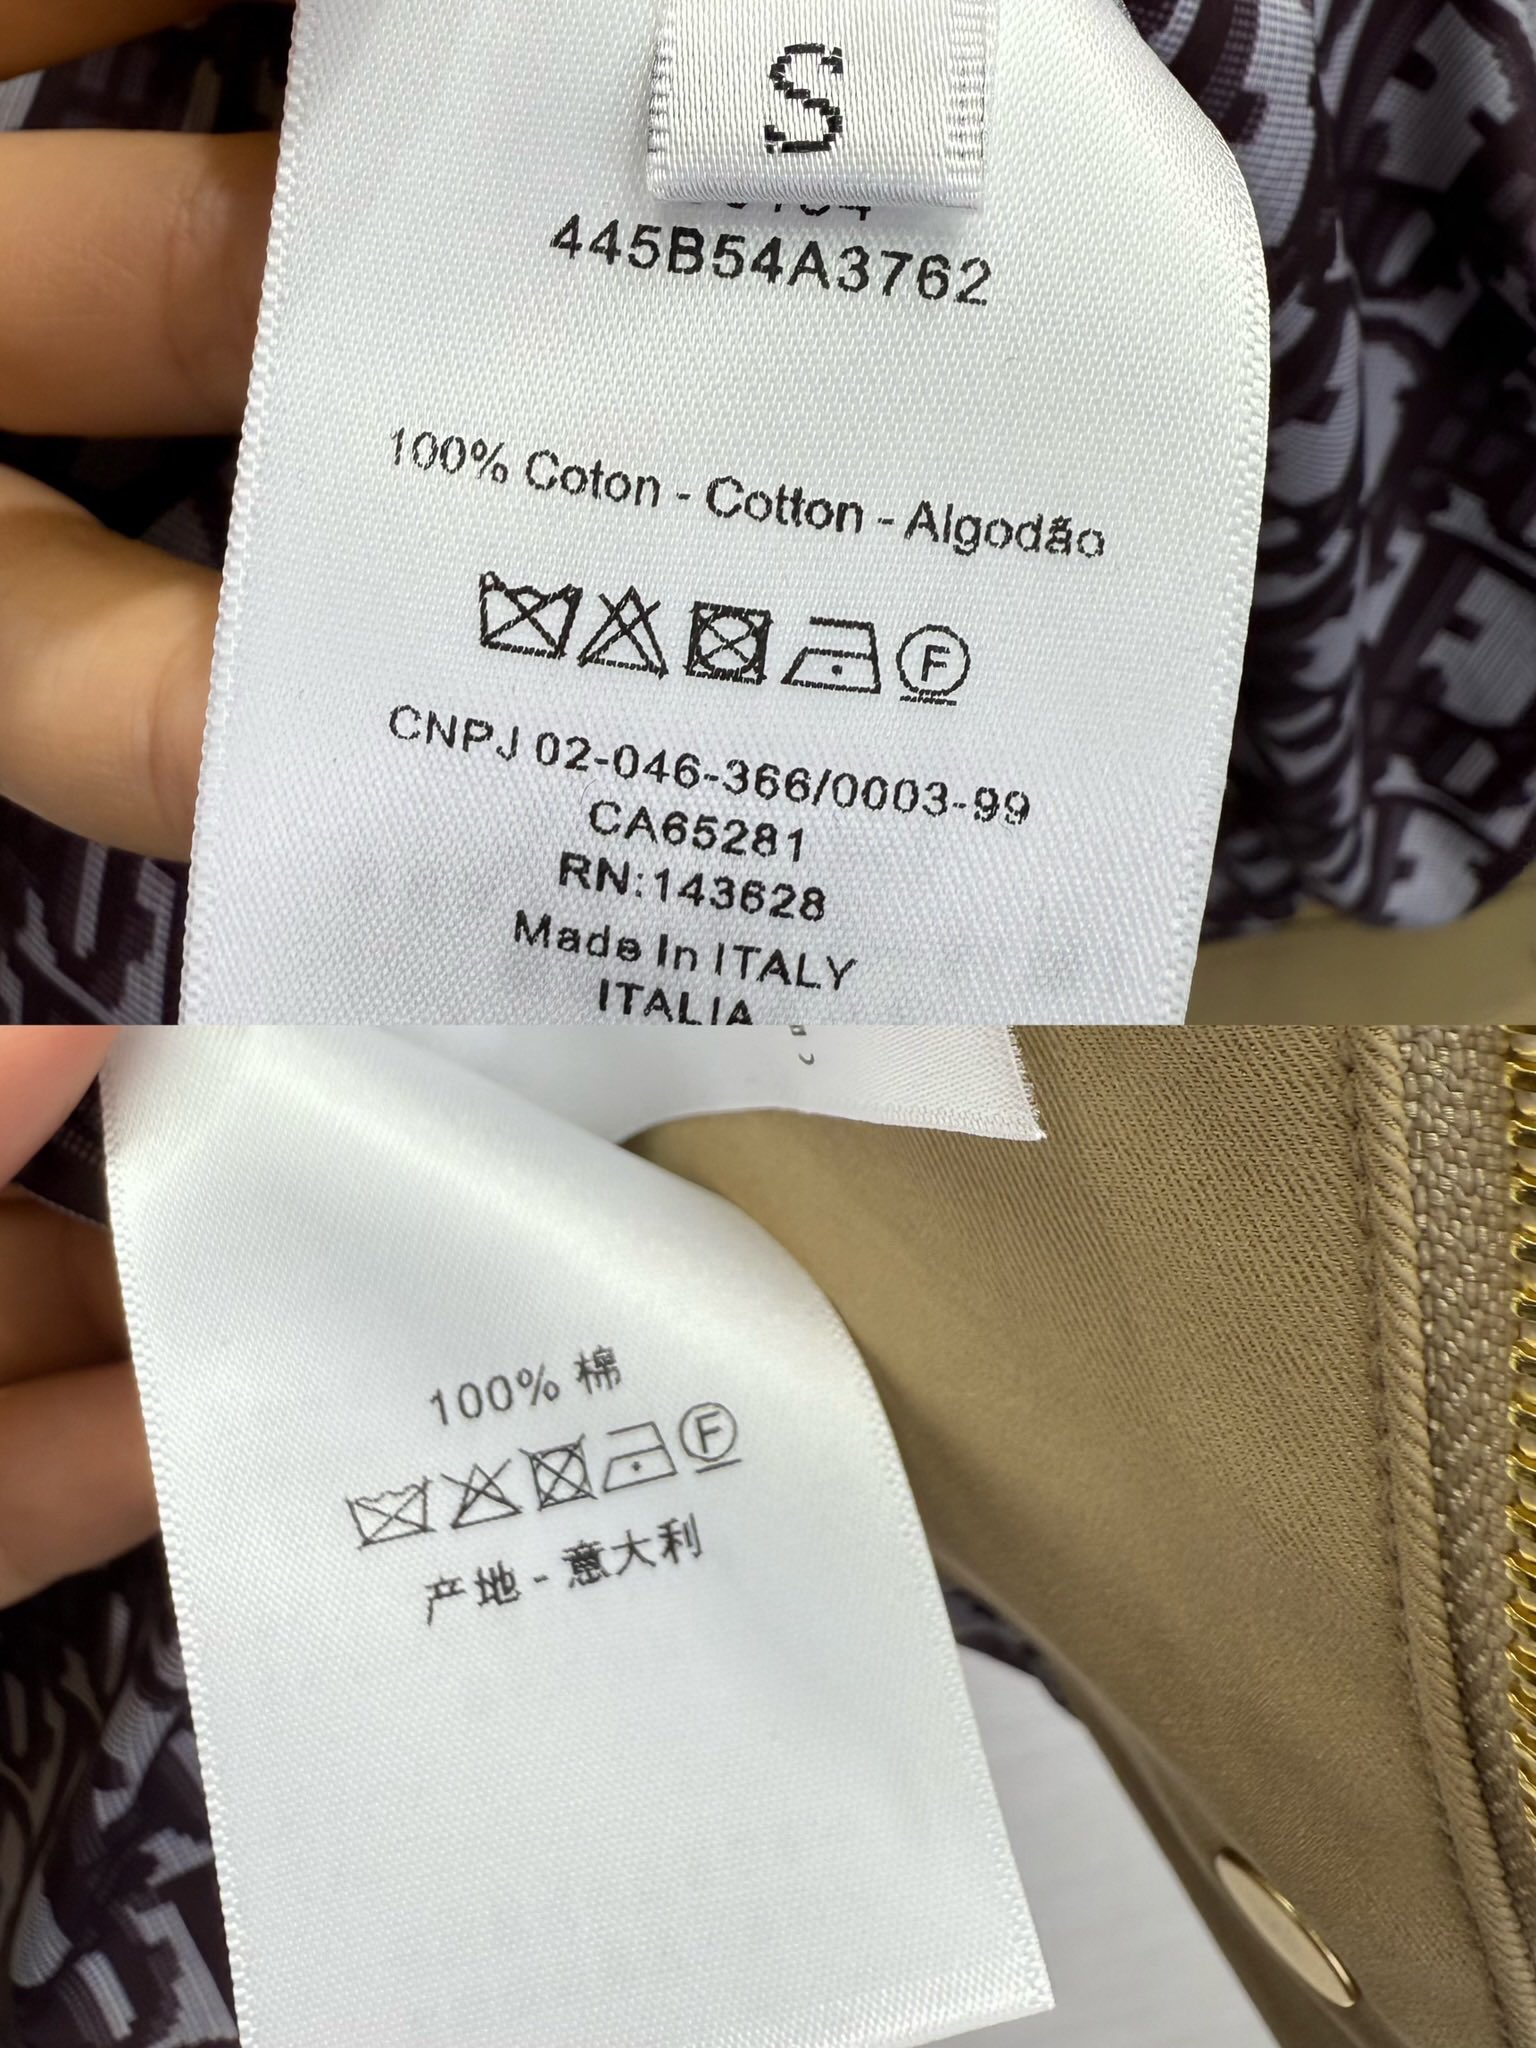 S
445B54A3762
100% Coton - Cotton - Algodão
F
CNPJ 02-046-366/0003-99
CA65281
RN:143628
Made In ITALY
ITALIA
100% 棉
F
产地 - 意大利